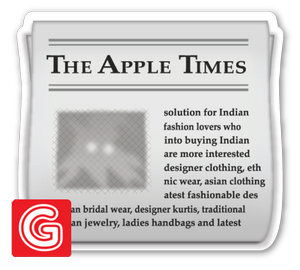 THE APPLE TIMES
solution for Indian
fashion lovers who
into buying Indian
are more interested
designer clothing, eth
nic wear, asian clothing
atest fashionable des
an bridal wear, designer kurtis, traditional
an jewelry, ladies handbags and latest
G